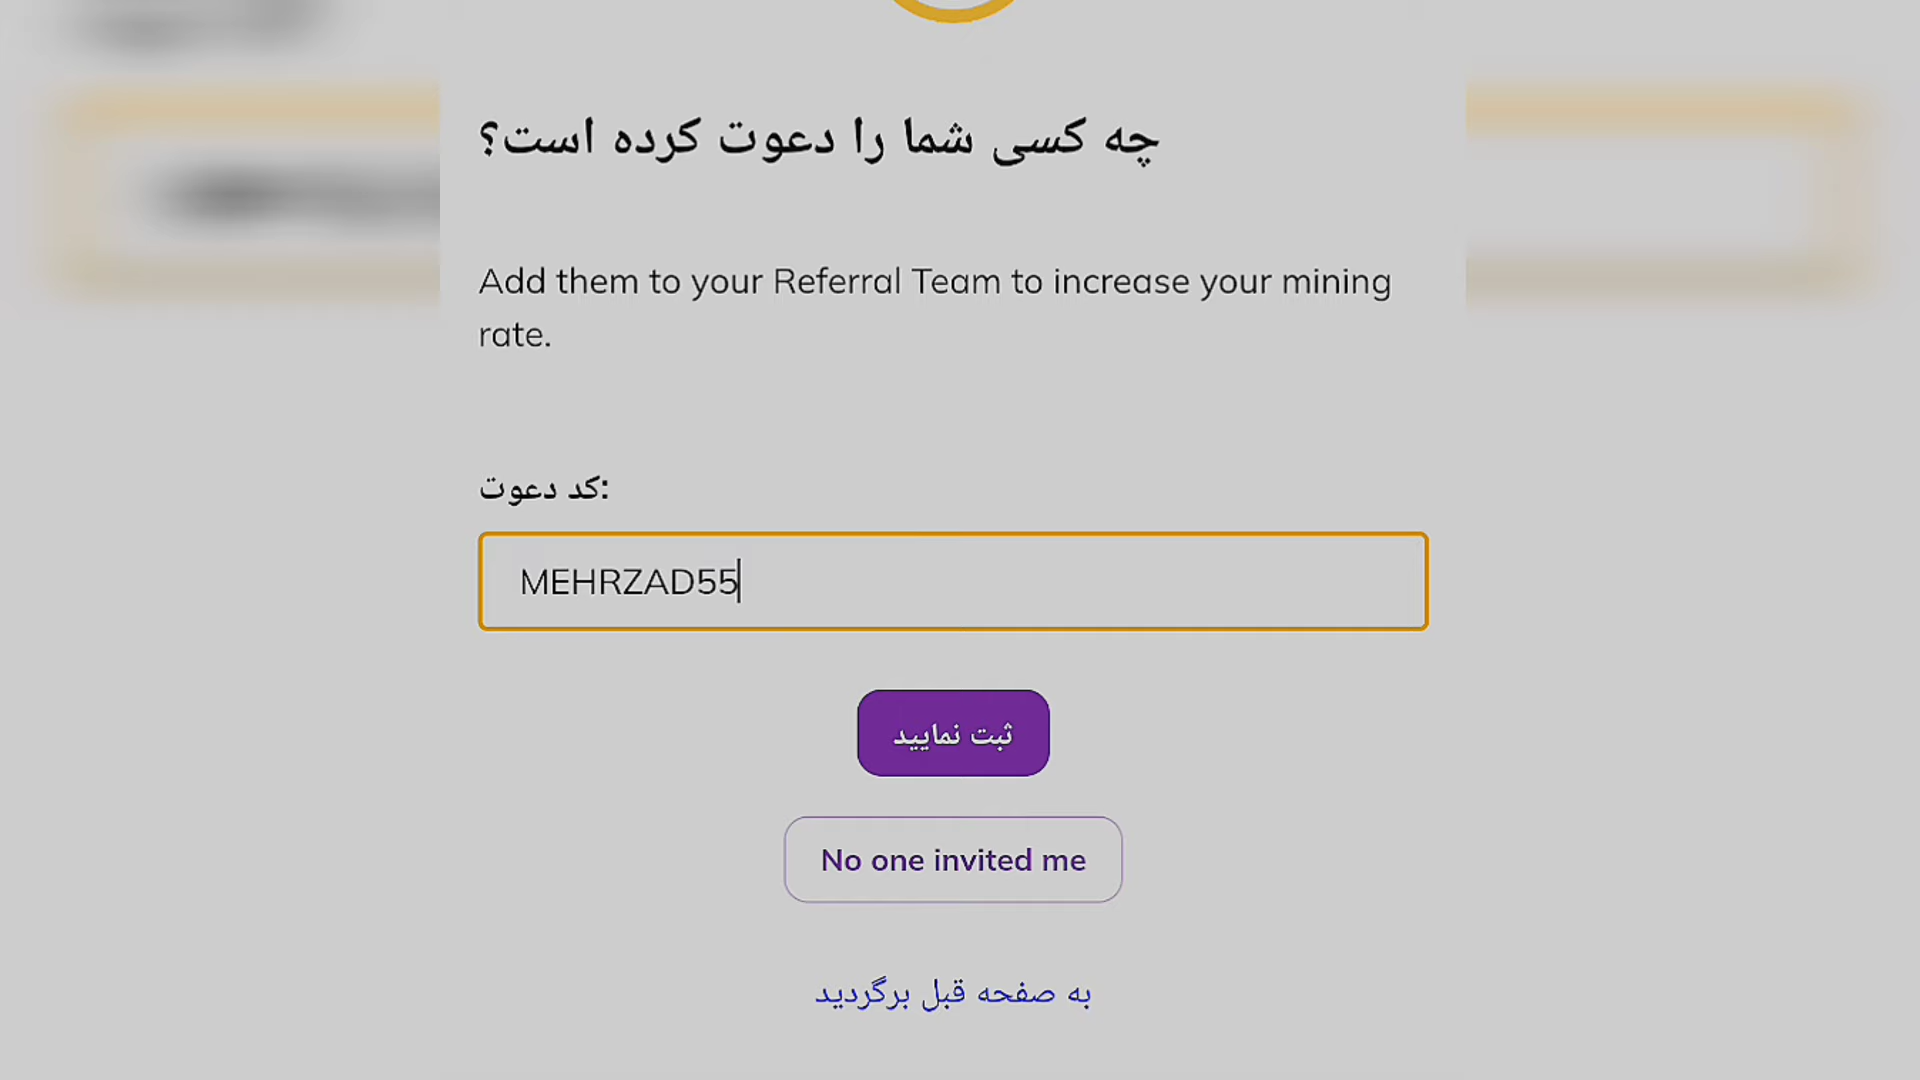 چه کسی شما را دعوت کرده است؟
Add them to your Referral Team to increase your mining
rate.
کد دعوت:
MEHRZAD55
ثبت نمایید
No one invited me
به صفحه قبل برگردید